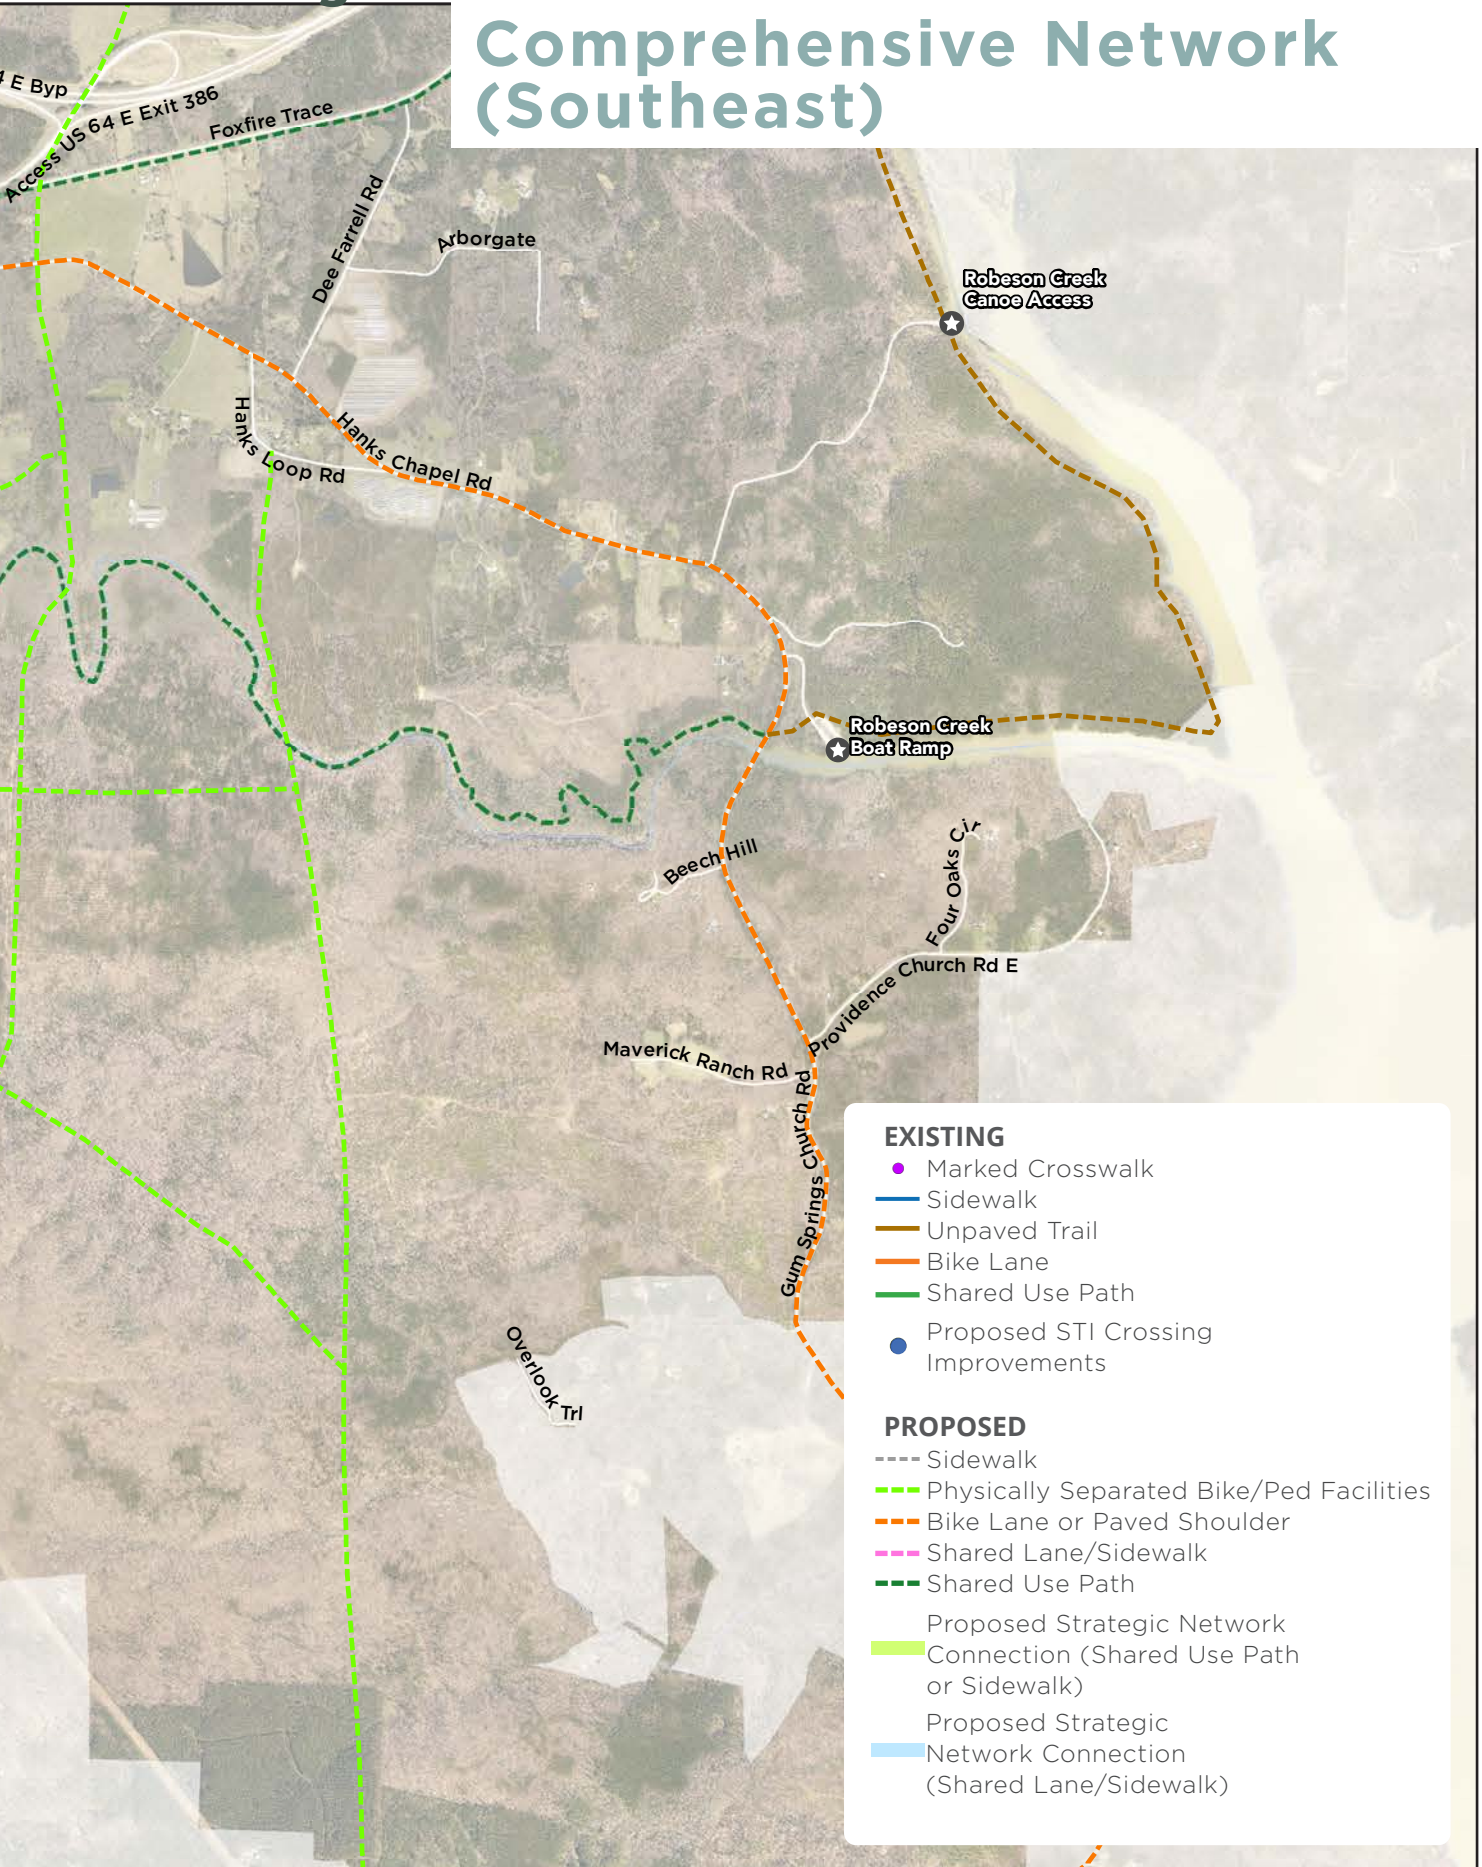 Comprehensive Network
(Southeast)
4 E Byp
Access US 64 E Exit 386
Foxfire Trace
Dee Farrell Rd
Arborgate
Robeson Creek
Canoe Access
Hanks Loop Rd
Hanks Chapel Rd
Robeson Creek
Boat Ramp
Beech Hill
Four Oaks Cir
Providence Church Rd E
Maverick Ranch Rd
Gum Springs Church Rd
Overlook Trl
EXISTING
Marked Crosswalk
Sidewalk
Unpaved Trail
Bike Lane
Shared Use Path
Proposed STI Crossing
Improvements
PROPOSED
Sidewalk
Physically Separated Bike/Ped Facilities
Bike Lane or Paved Shoulder
Shared Lane/Sidewalk
Shared Use Path
Proposed Strategic Network
Connection (Shared Use Path
or Sidewalk)
Proposed Strategic
Network Connection
(Shared Lane/Sidewalk)